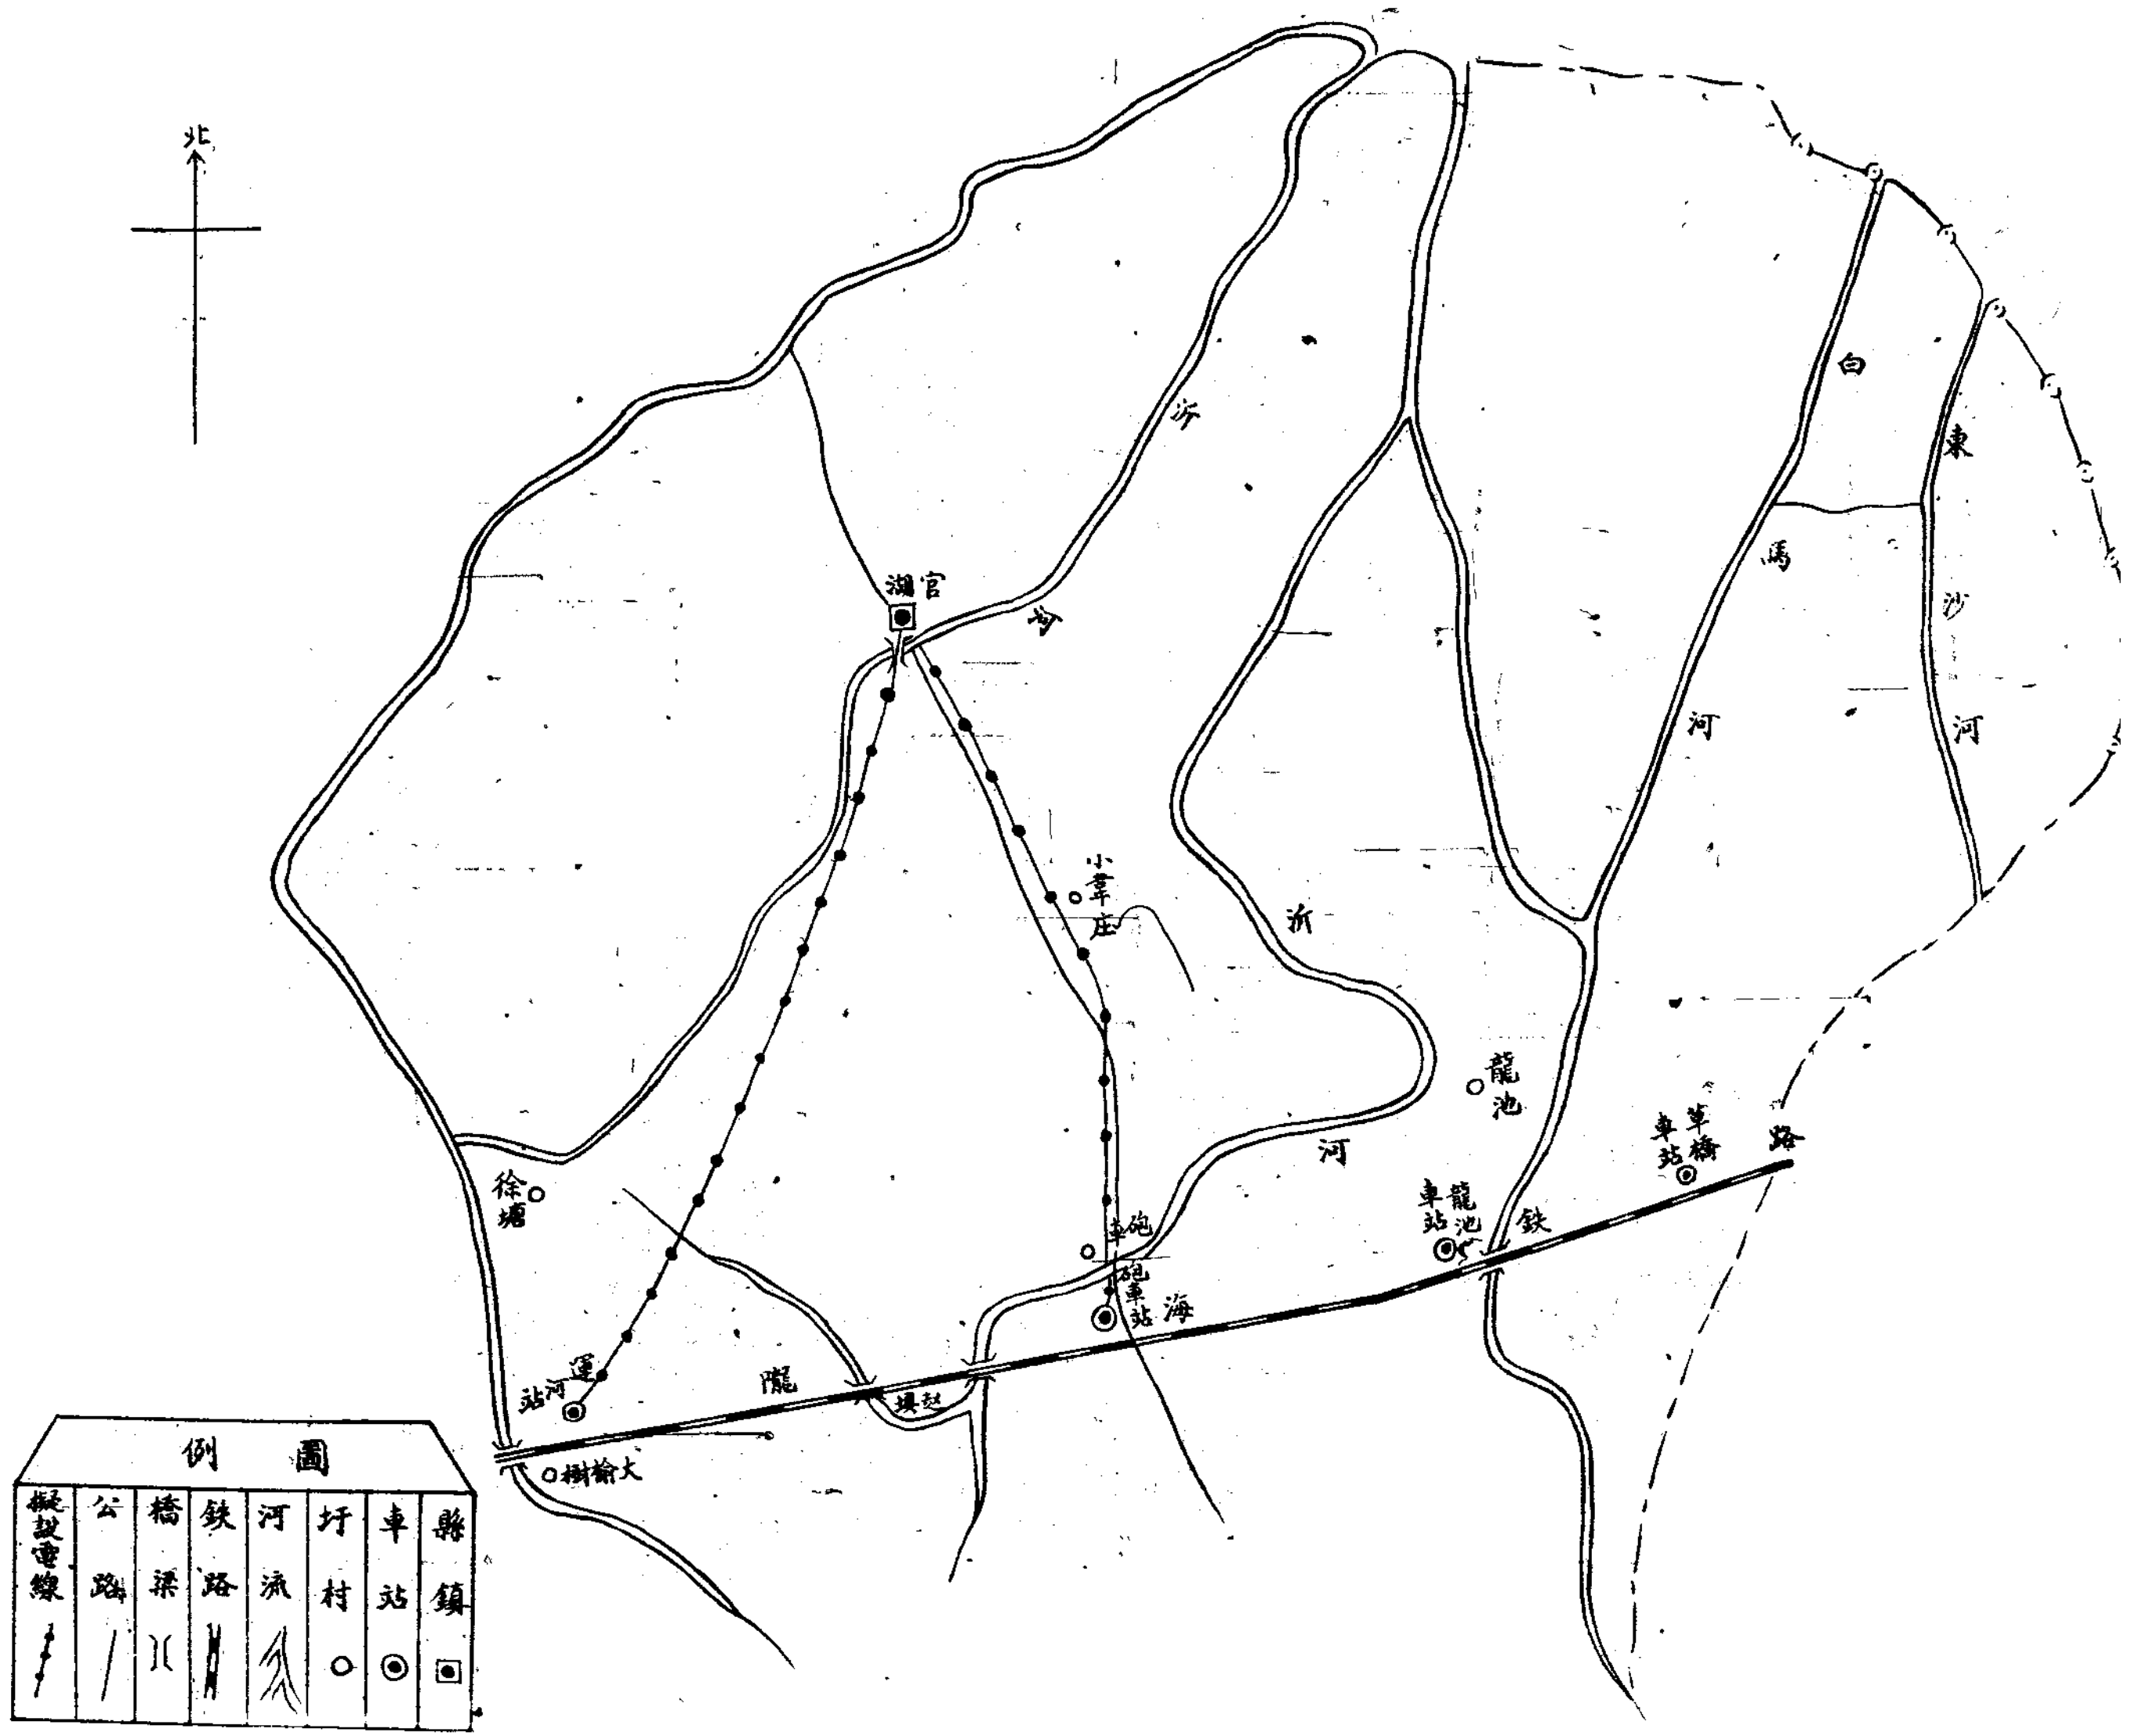 北
官湖
白馬河
東沙河
沂河
小葦庄
龍池
草橋車站
龍池車站
徐塘
砲車
砲車站
運河站
隴海鉄路
趙墩
大榆樹
圖例
縣鎮
車站
圩村
河流
鉄路
橋梁
公路
擬設電線